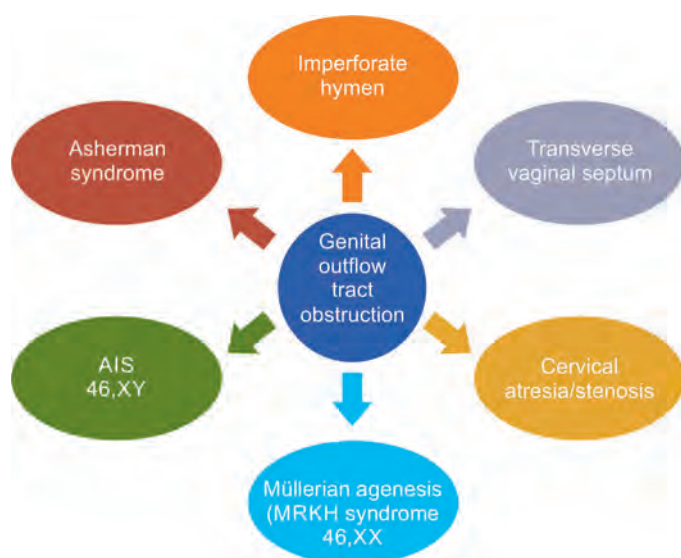 Imperforate
hymen
Asherman
syndrome
Transverse
vaginal septum
Genital
outflow
tract
obstruction
AIS
46,XY
Cervical
atresia/stenosis
Müllerian agenesis
(MRKH syndrome
46,XX